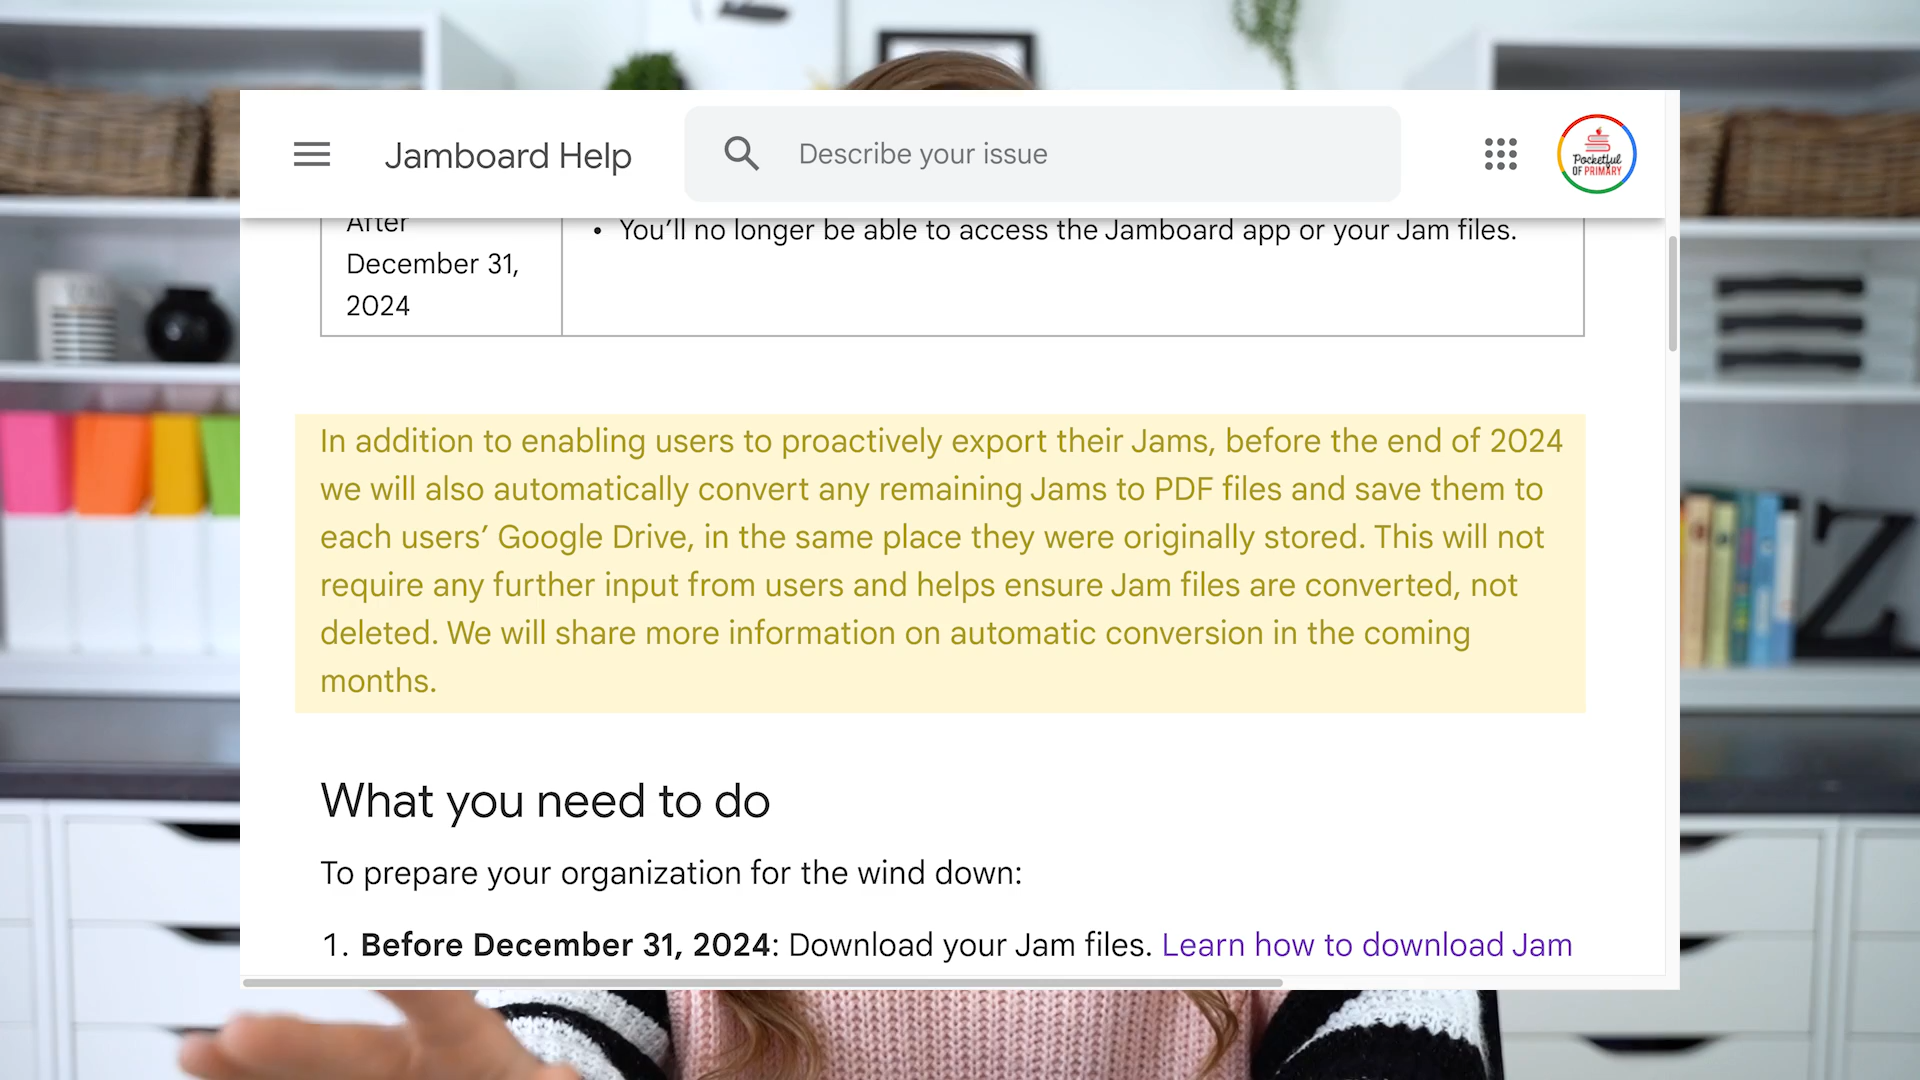 Jamboard Help
Describe your issue
Pocketful
OF PRIMARY
After
December 31,
2024
• You’ll no longer be able to access the Jamboard app or your Jam files.
In addition to enabling users to proactively export their Jams, before the end of 2024
we will also automatically convert any remaining Jams to PDF files and save them to
each users’ Google Drive, in the same place they were originally stored. This will not
require any further input from users and helps ensure Jam files are converted, not
deleted. We will share more information on automatic conversion in the coming
months.
What you need to do
To prepare your organization for the wind down:
1. Before December 31, 2024: Download your Jam files. Learn how to download Jam
Z